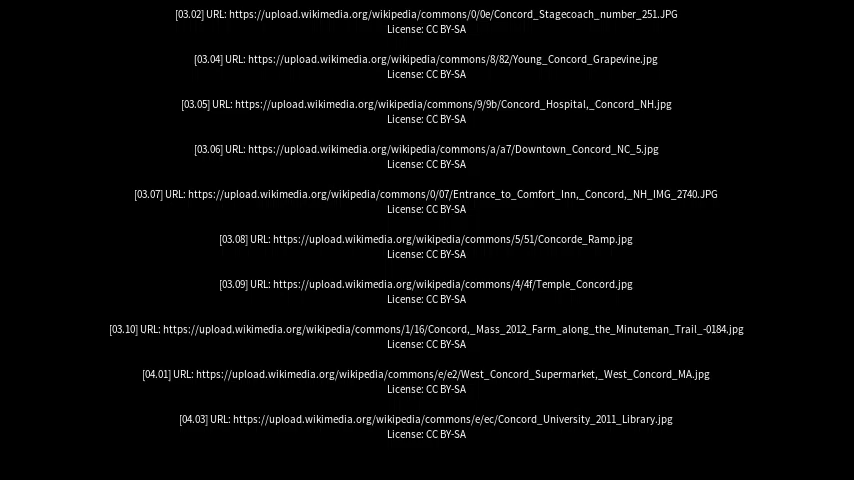 [03.02] URL: https://upload.wikimedia.org/wikipedia/commons/0/0e/Concord_Stagecoach_number_251.JPG
License: CC BY-SA
[03.04] URL: https://upload.wikimedia.org/wikipedia/commons/8/82/Young_Concord_Grapevine.jpg
License: CC BY-SA
[03.05] URL: https://upload.wikimedia.org/wikipedia/commons/9/9b/Concord_Hospital,_Concord_NH.jpg
License: CC BY-SA
[03.06] URL: https://upload.wikimedia.org/wikipedia/commons/a/a7/Downtown_Concord_NC_5.jpg
License: CC BY-SA
[03.07] URL: https://upload.wikimedia.org/wikipedia/commons/0/07/Entrance_to_Comfort_Inn,_Concord,_NH_IMG_2740.JPG
License: CC BY-SA
[03.08] URL: https://upload.wikimedia.org/wikipedia/commons/5/51/Concorde_Ramp.jpg
License: CC BY-SA
[03.09] URL: https://upload.wikimedia.org/wikipedia/commons/4/4f/Temple_Concord.jpg
License: CC BY-SA
[03.10] URL: https://upload.wikimedia.org/wikipedia/commons/1/16/Concord,_Mass_2012_Farm_along_the_Minuteman_Trail_-0184.jpg
License: CC BY-SA
[04.01] URL: https://upload.wikimedia.org/wikipedia/commons/e/e2/West_Concord_Supermarket,_West_Concord_MA.jpg
License: CC BY-SA
[04.03] URL: https://upload.wikimedia.org/wikipedia/commons/e/ec/Concord_University_2011_Library.jpg
License: CC BY-SA